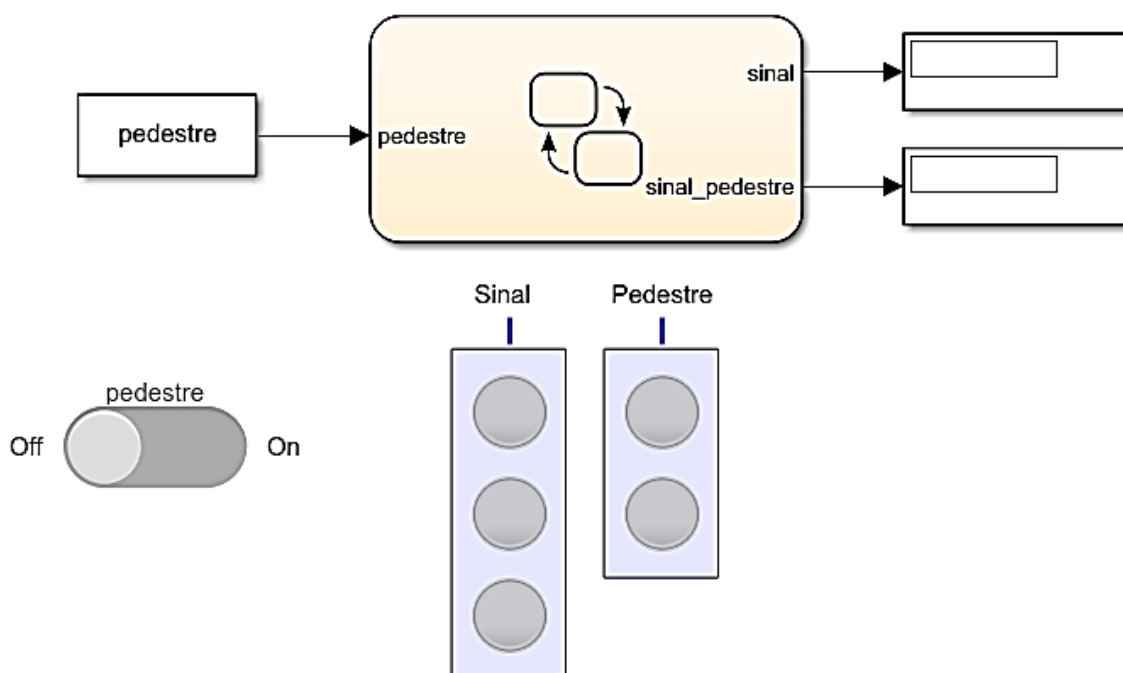 pedestre
pedestre
sinal
sinal_pedestre
Sinal
Pedestre
pedestre
Off
On